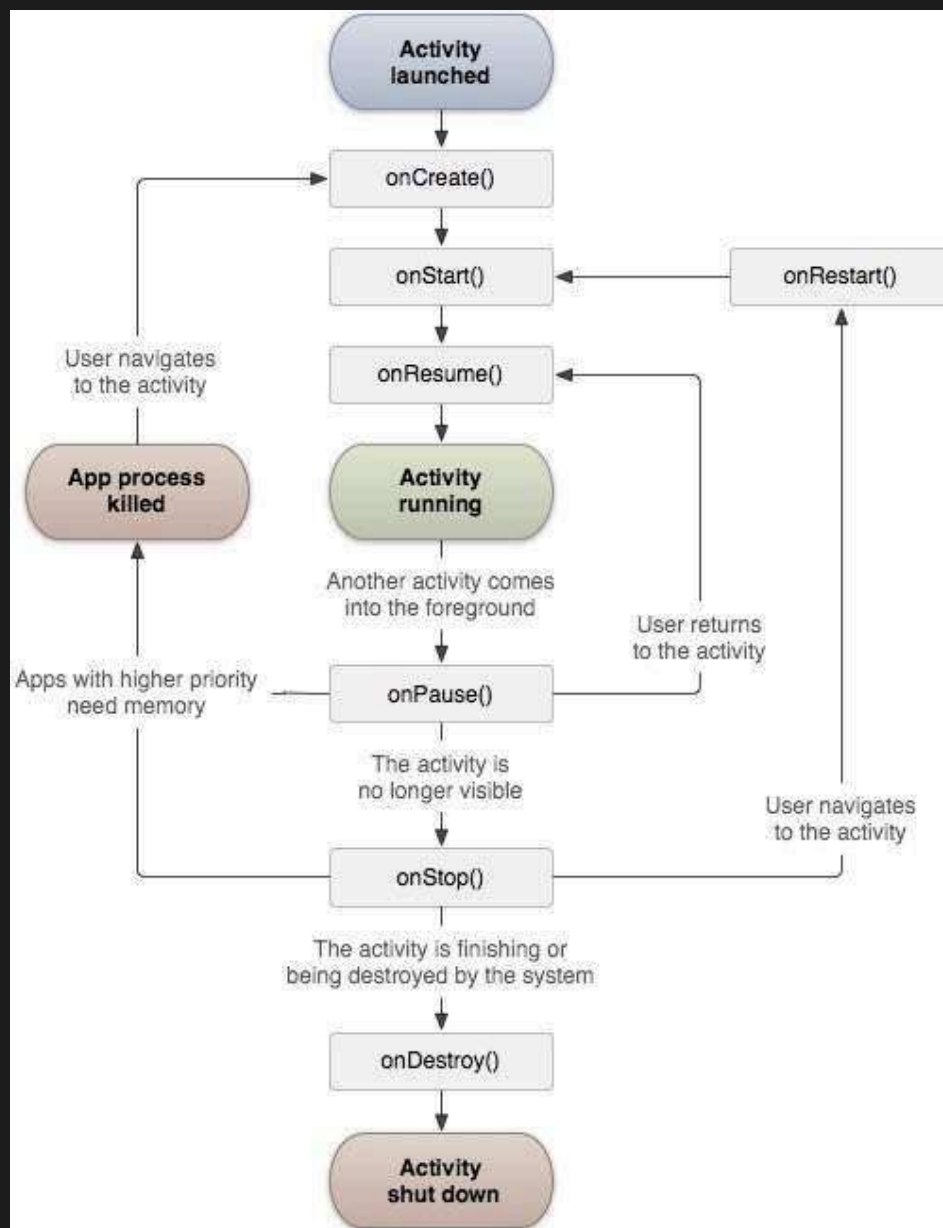 Activity
launched
onCreate()
onStart()
onRestart()
onResume()
User navigates
to the activity
App process
killed
Activity
running
Another activity comes
into the foreground
User returns
to the activity
Apps with higher priority
need memory
onPause()
The activity is
no longer visible
User navigates
to the activity
onStop()
The activity is finishing or
being destroyed by the system
onDestroy()
Activity
shut down